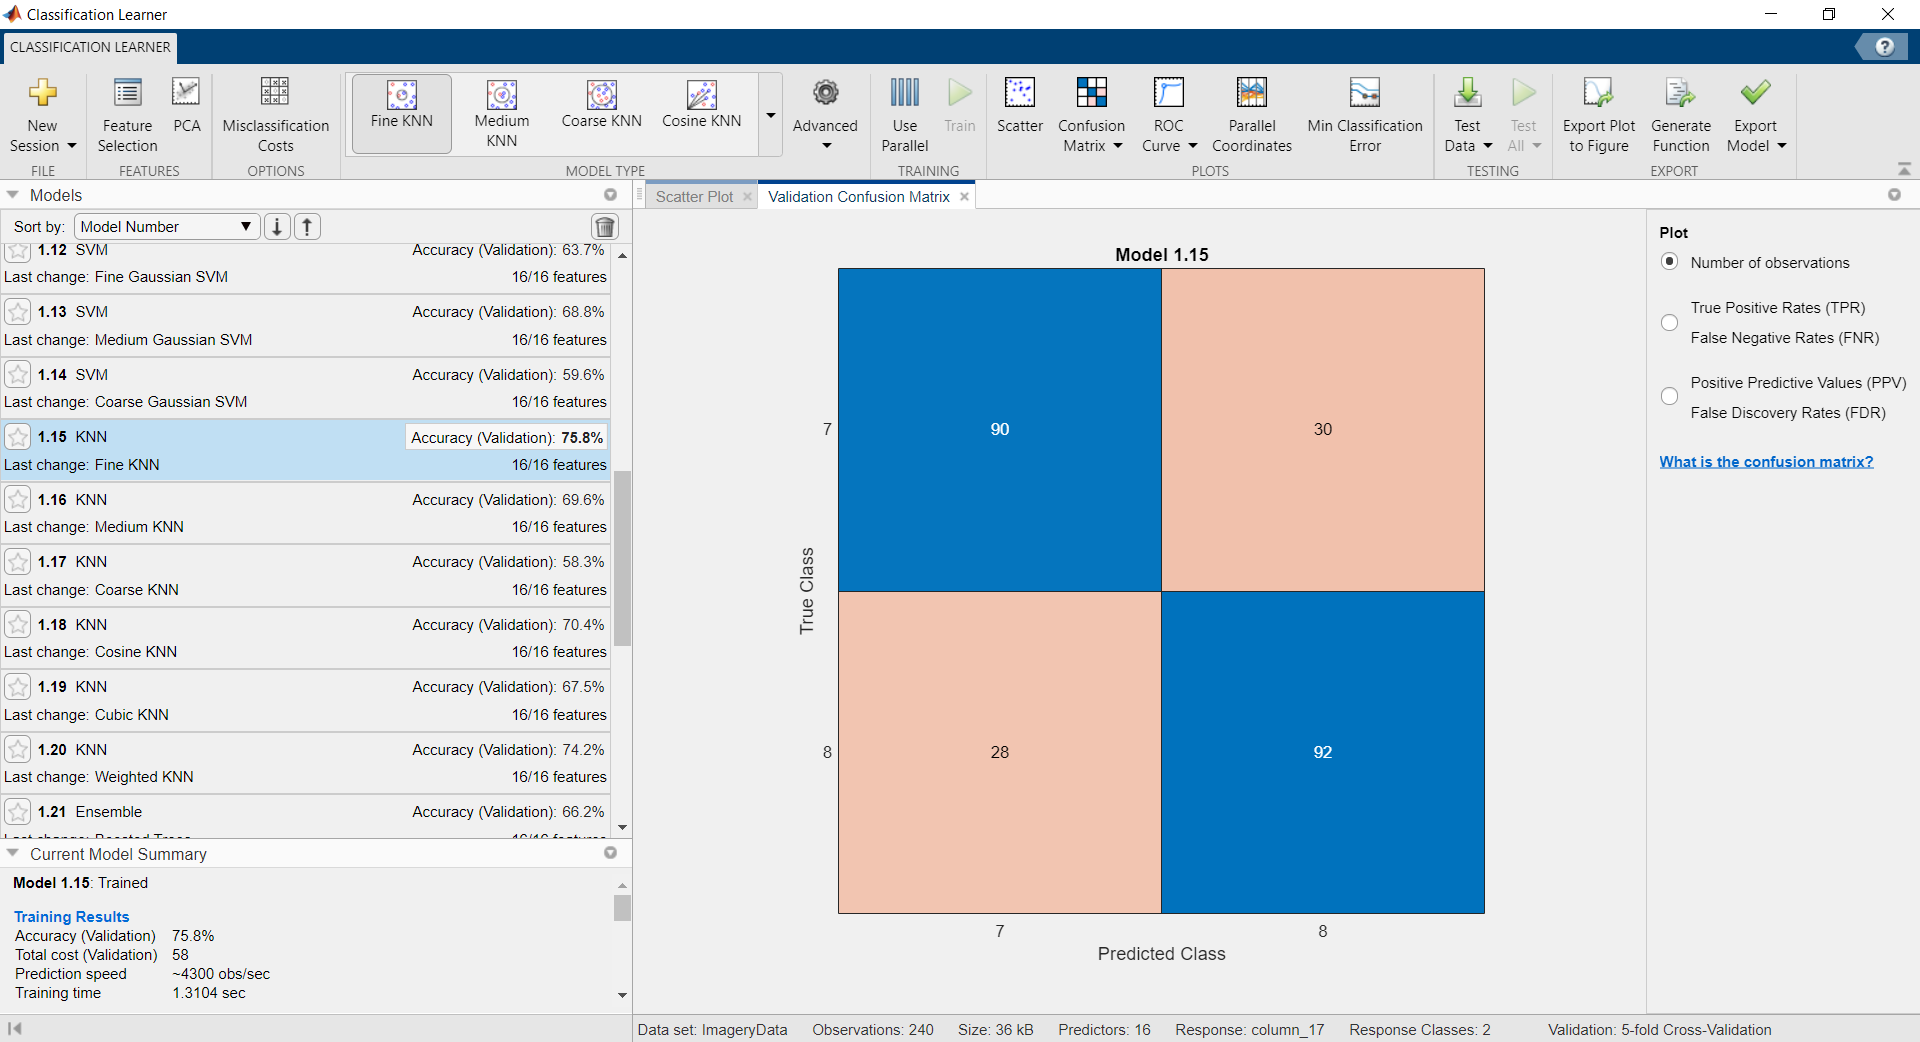 Classification Learner
CLASSIFICATION LEARNER
New Session
Feature Selection
PCA
Misclassification Costs
Fine KNN
Medium KNN
Coarse KNN
Cosine KNN
Advanced
Use Parallel
Train
Scatter
Confusion Matrix
ROC Curve
Parallel Coordinates
Min Classification Error
Test Data
Test All
Export Plot to Figure
Generate Function
Export Model
FILE
FEATURES
OPTIONS
MODEL TYPE
TRAINING
PLOTS
TESTING
EXPORT
Models
Sort by: Model Number
1.12 SVM Accuracy (Validation): 63.7%
Last change: Fine Gaussian SVM 16/16 features
1.13 SVM Accuracy (Validation): 68.8%
Last change: Medium Gaussian SVM 16/16 features
1.14 SVM Accuracy (Validation): 59.6%
Last change: Coarse Gaussian SVM 16/16 features
1.15 KNN Accuracy (Validation): 75.8%
Last change: Fine KNN 16/16 features
1.16 KNN Accuracy (Validation): 69.6%
Last change: Medium KNN 16/16 features
1.17 KNN Accuracy (Validation): 58.3%
Last change: Coarse KNN 16/16 features
1.18 KNN Accuracy (Validation): 70.4%
Last change: Cosine KNN 16/16 features
1.19 KNN Accuracy (Validation): 67.5%
Last change: Cubic KNN 16/16 features
1.20 KNN Accuracy (Validation): 74.2%
Last change: Weighted KNN 16/16 features
1.21 Ensemble Accuracy (Validation): 66.2%
Current Model Summary
Model 1.15: Trained
Training Results
Accuracy (Validation) 75.8%
Total cost (Validation) 58
Prediction speed ~4300 obs/sec
Training time 1.3104 sec
Scatter Plot
Validation Confusion Matrix
Model 1.15
7
90
30
True Class
8
28
92
7
8
Predicted Class
Plot
Number of observations
True Positive Rates (TPR)
False Negative Rates (FNR)
Positive Predictive Values (PPV)
False Discovery Rates (FDR)
What is the confusion matrix?
Data set: ImageryData Observations: 240 Size: 36 kB Predictors: 16 Response: column_17 Response Classes: 2 Validation: 5-fold Cross-Validation